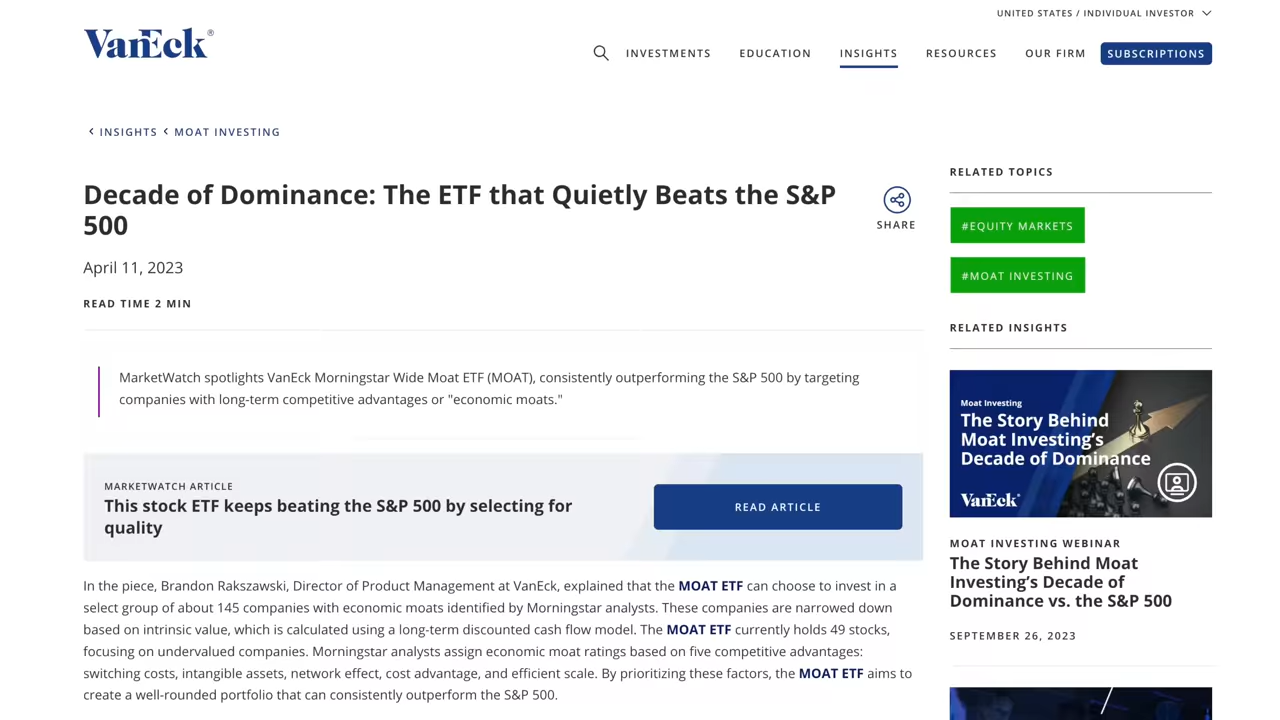 UNITED STATES / INDIVIDUAL INVESTOR
VanEck®
INVESTMENTS
EDUCATION
INSIGHTS
RESOURCES
OUR FIRM
SUBSCRIPTIONS
INSIGHTS
MOAT INVESTING
Decade of Dominance: The ETF that Quietly Beats the S&P
500
SHARE
April 11, 2023
READ TIME 2 MIN
MarketWatch spotlights VanEck Morningstar Wide Moat ETF (MOAT), consistently outperforming the S&P 500 by targeting
companies with long-term competitive advantages or "economic moats."
MARKETWATCH ARTICLE
This stock ETF keeps beating the S&P 500 by selecting for
quality
READ ARTICLE
In the piece, Brandon Rakszawski, Director of Product Management at VanEck, explained that the MOAT ETF can choose to invest in a
select group of about 145 companies with economic moats identified by Morningstar analysts. These companies are narrowed down
based on intrinsic value, which is calculated using a long-term discounted cash flow model. The MOAT ETF currently holds 49 stocks,
focusing on undervalued companies. Morningstar analysts assign economic moat ratings based on five competitive advantages:
switching costs, intangible assets, network effect, cost advantage, and efficient scale. By prioritizing these factors, the MOAT ETF aims to
create a well-rounded portfolio that can consistently outperform the S&P 500.
RELATED TOPICS
#EQUITY MARKETS
#MOAT INVESTING
RELATED INSIGHTS
Moat Investing
The Story Behind
Moat Investing's
Decade of Dominance
VanEck®
MOAT INVESTING WEBINAR
The Story Behind Moat
Investing's Decade of
Dominance vs. the S&P 500
SEPTEMBER 26, 2023